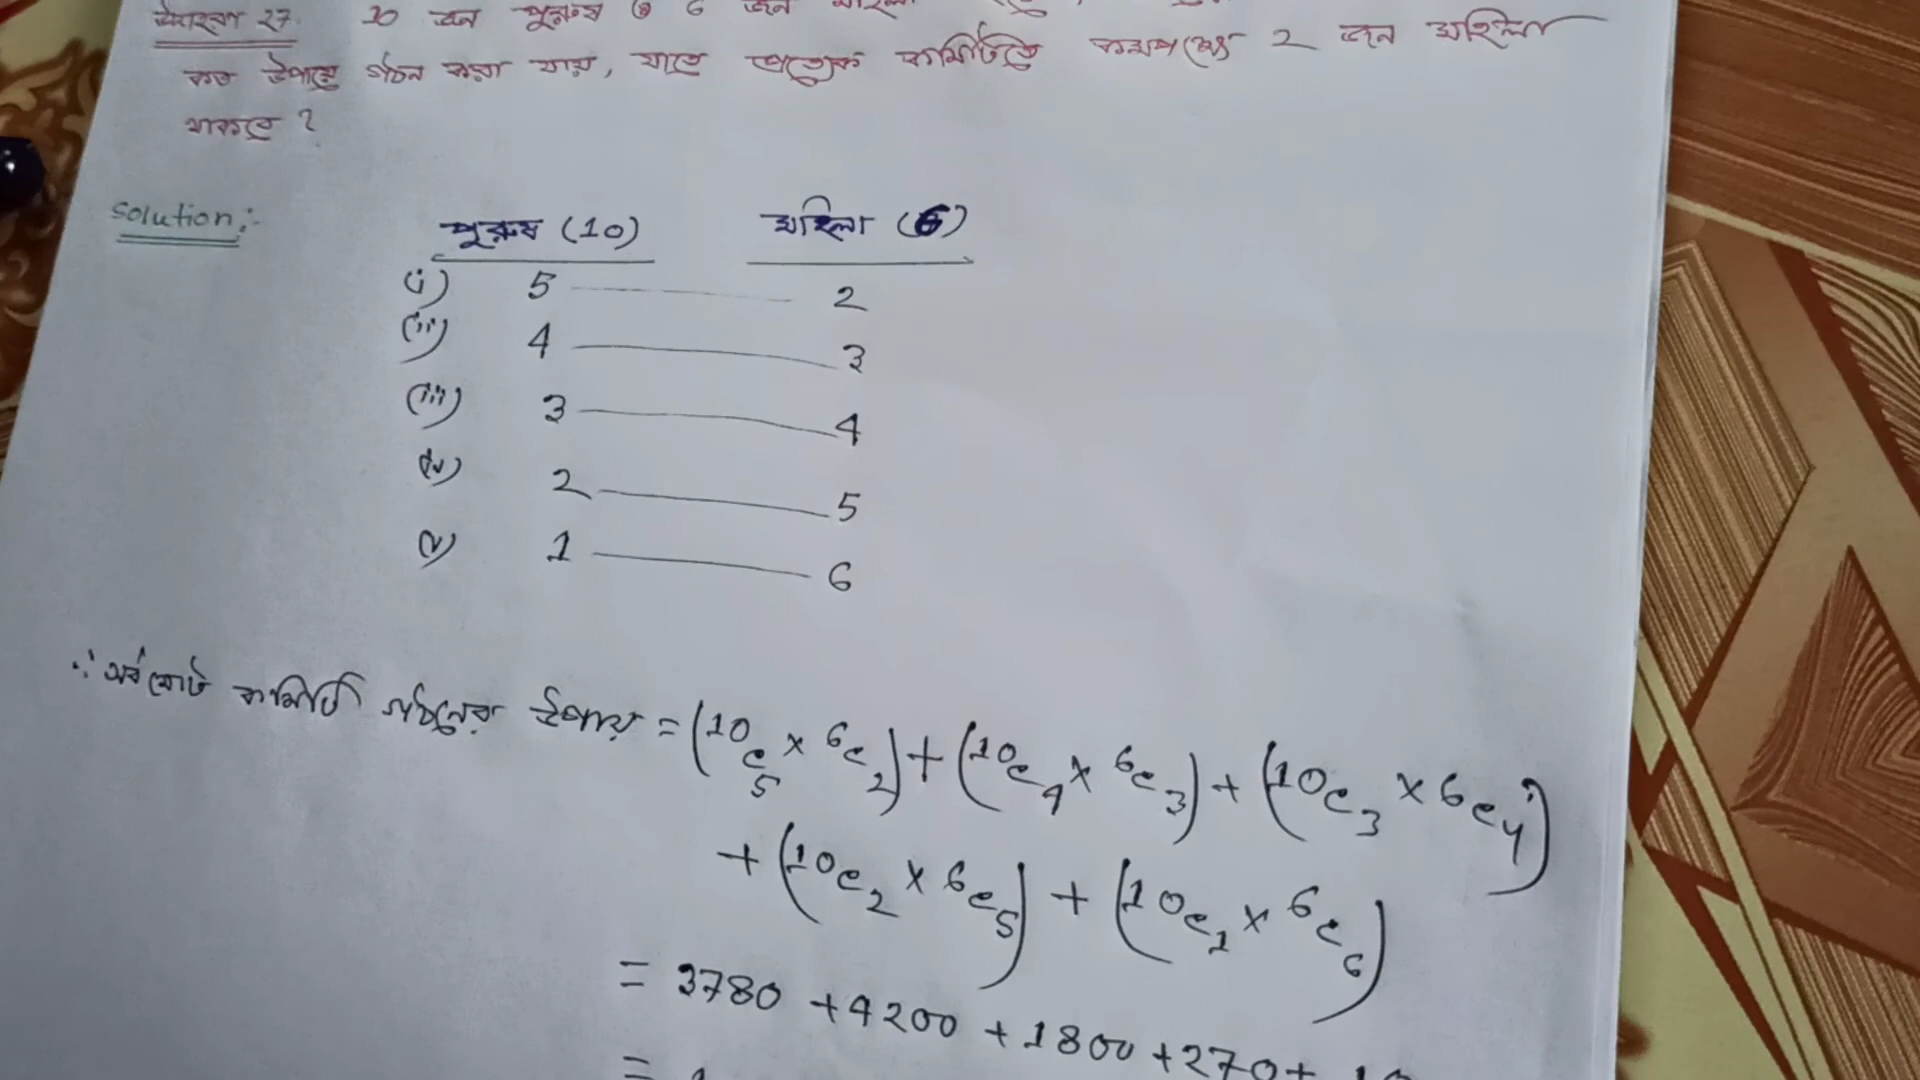 উদাহরণ 27. 10 জন পুরুষ ও 6 জন মহিলা
কত উপায়ে গঠন করা যায়, যাতে প্রত্যেক কমিটিতে কমপক্ষে 2 জন মহিলা
থাকবে ?
Solution:-
পুরুষ (10) মহিলা (6)
(i) 5 2
(ii) 4 3
(iii) 3 4
(iv) 2 5
(v) 1 6
∴ সর্বমোট কমিটি গঠনের উপায় = (10c5 × 6c2) + (10c4 × 6c3) + (10c3 × 6c4)
+ (10c2 × 6c5) + (10c1 × 6c6)
= 3780 + 4200 + 1800 + 270 +
=